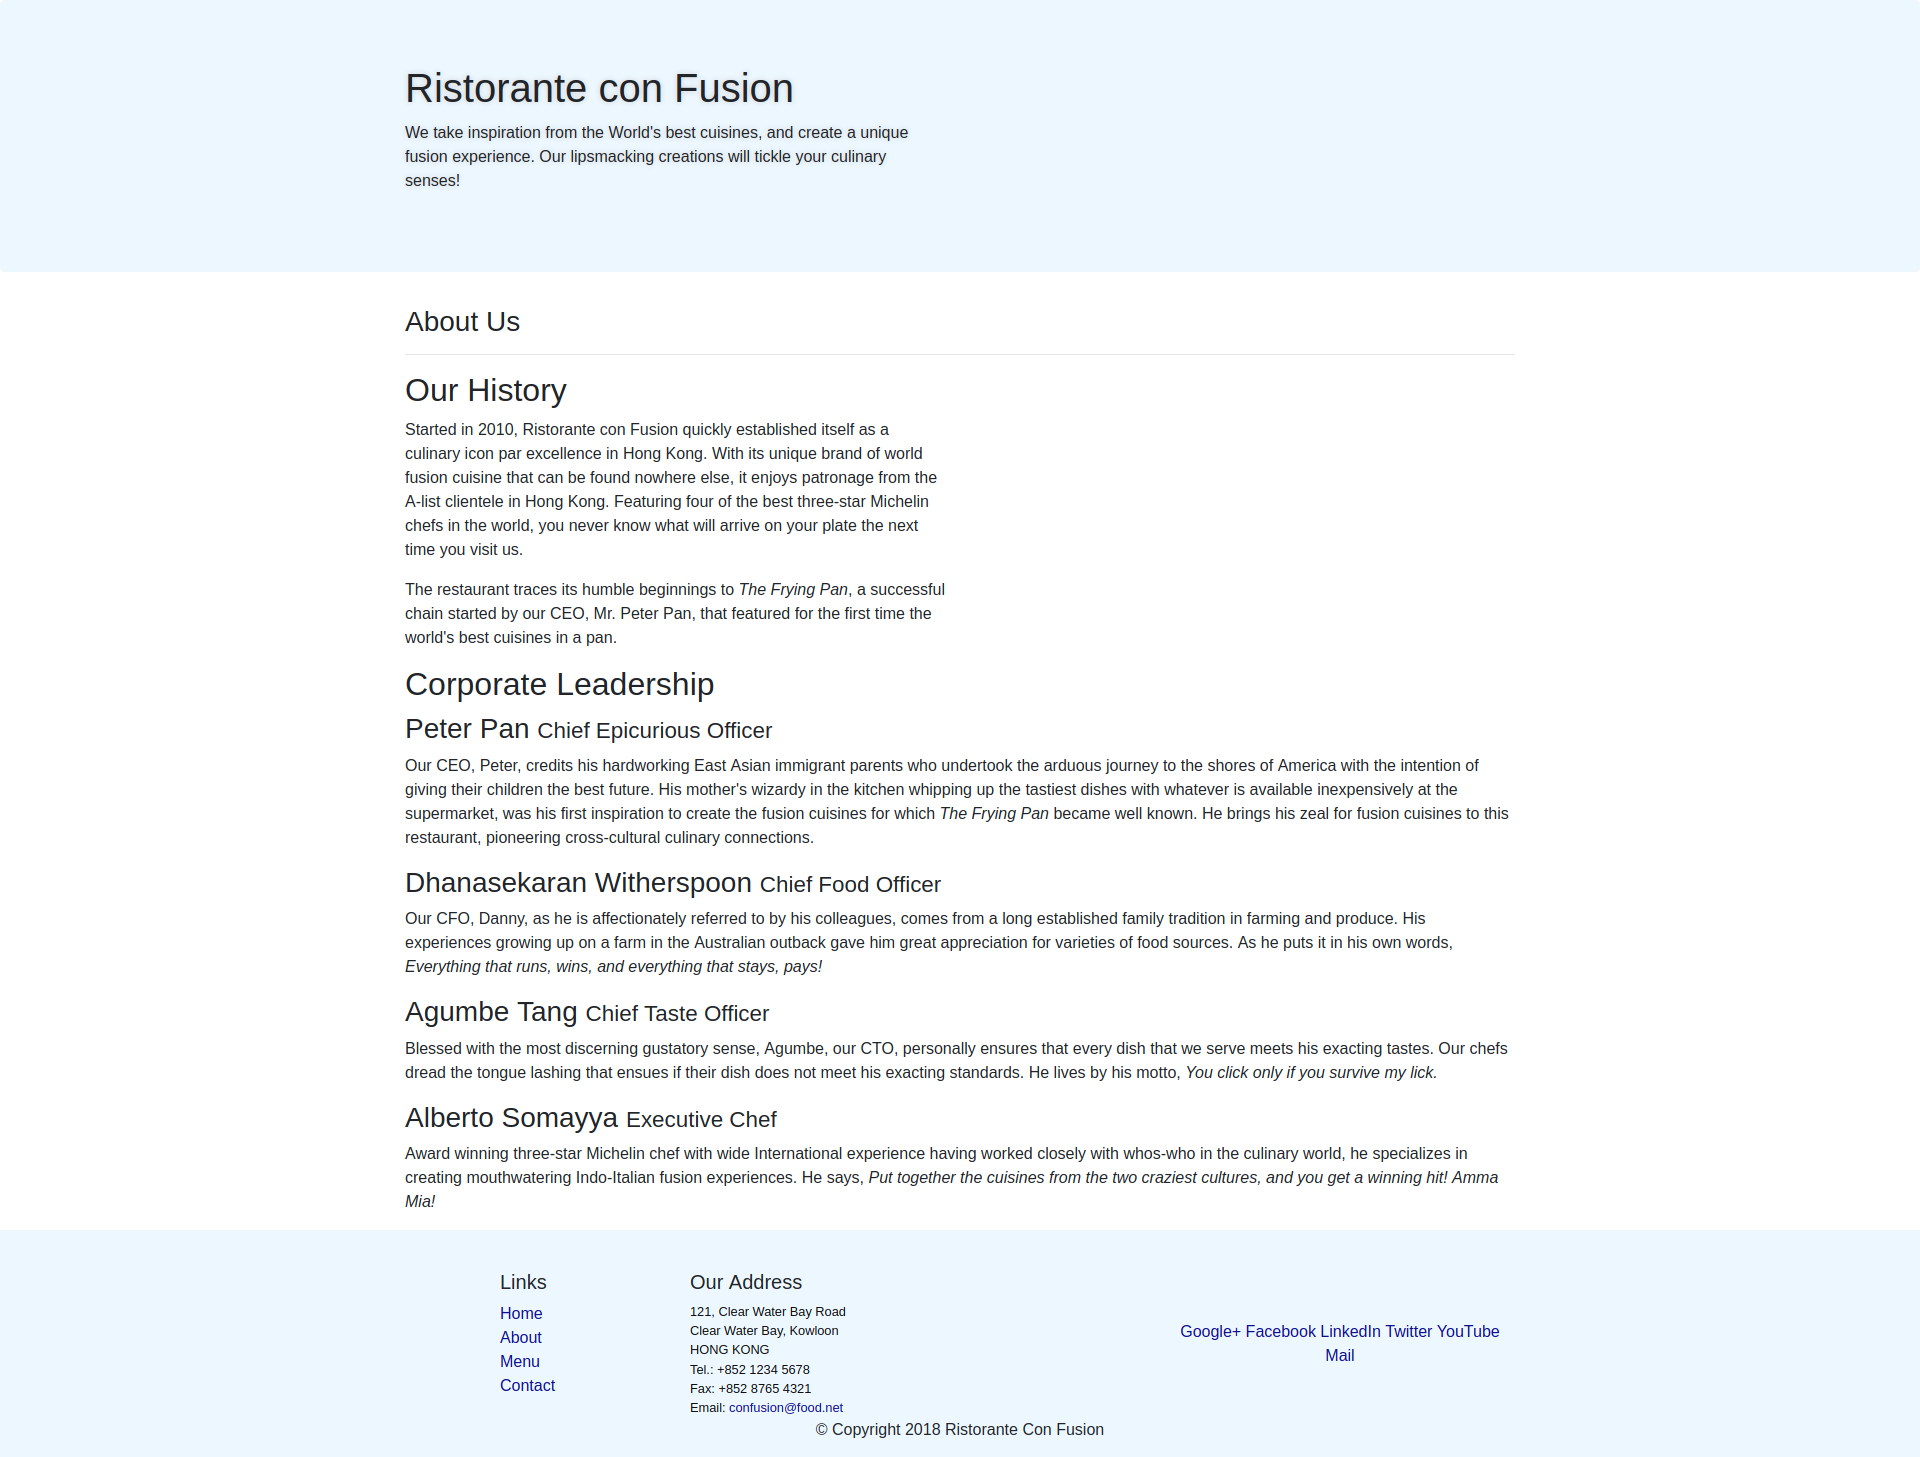 Ristorante con Fusion
We take inspiration from the World's best cuisines, and create a unique
fusion experience. Our lipsmacking creations will tickle your culinary
senses!
About Us
Our History
Started in 2010, Ristorante con Fusion quickly established itself as a
culinary icon par excellence in Hong Kong. With its unique brand of world
fusion cuisine that can be found nowhere else, it enjoys patronage from the
A-list clientele in Hong Kong. Featuring four of the best three-star Michelin
chefs in the world, you never know what will arrive on your plate the next
time you visit us.
The restaurant traces its humble beginnings to The Frying Pan, a successful
chain started by our CEO, Mr. Peter Pan, that featured for the first time the
world's best cuisines in a pan.
Corporate Leadership
Peter Pan Chief Epicurious Officer
Our CEO, Peter, credits his hardworking East Asian immigrant parents who undertook the arduous journey to the shores of America with the intention of
giving their children the best future. His mother's wizardy in the kitchen whipping up the tastiest dishes with whatever is available inexpensively at the
supermarket, was his first inspiration to create the fusion cuisines for which The Frying Pan became well known. He brings his zeal for fusion cuisines to this
restaurant, pioneering cross-cultural culinary connections.
Dhanasekaran Witherspoon Chief Food Officer
Our CFO, Danny, as he is affectionately referred to by his colleagues, comes from a long established family tradition in farming and produce. His
experiences growing up on a farm in the Australian outback gave him great appreciation for varieties of food sources. As he puts it in his own words,
Everything that runs, wins, and everything that stays, pays!
Agumbe Tang Chief Taste Officer
Blessed with the most discerning gustatory sense, Agumbe, our CTO, personally ensures that every dish that we serve meets his exacting tastes. Our chefs
dread the tongue lashing that ensues if their dish does not meet his exacting standards. He lives by his motto, You click only if you survive my lick.
Alberto Somayya Executive Chef
Award winning three-star Michelin chef with wide International experience having worked closely with whos-who in the culinary world, he specializes in
creating mouthwatering Indo-Italian fusion experiences. He says, Put together the cuisines from the two craziest cultures, and you get a winning hit! Amma
Mia!
Links
Home
About
Menu
Contact
Our Address
121, Clear Water Bay Road
Clear Water Bay, Kowloon
HONG KONG
Tel.: +852 1234 5678
Fax: +852 8765 4321
Email: confusion@food.net
Google+ Facebook LinkedIn Twitter YouTube
Mail
© Copyright 2018 Ristorante Con Fusion